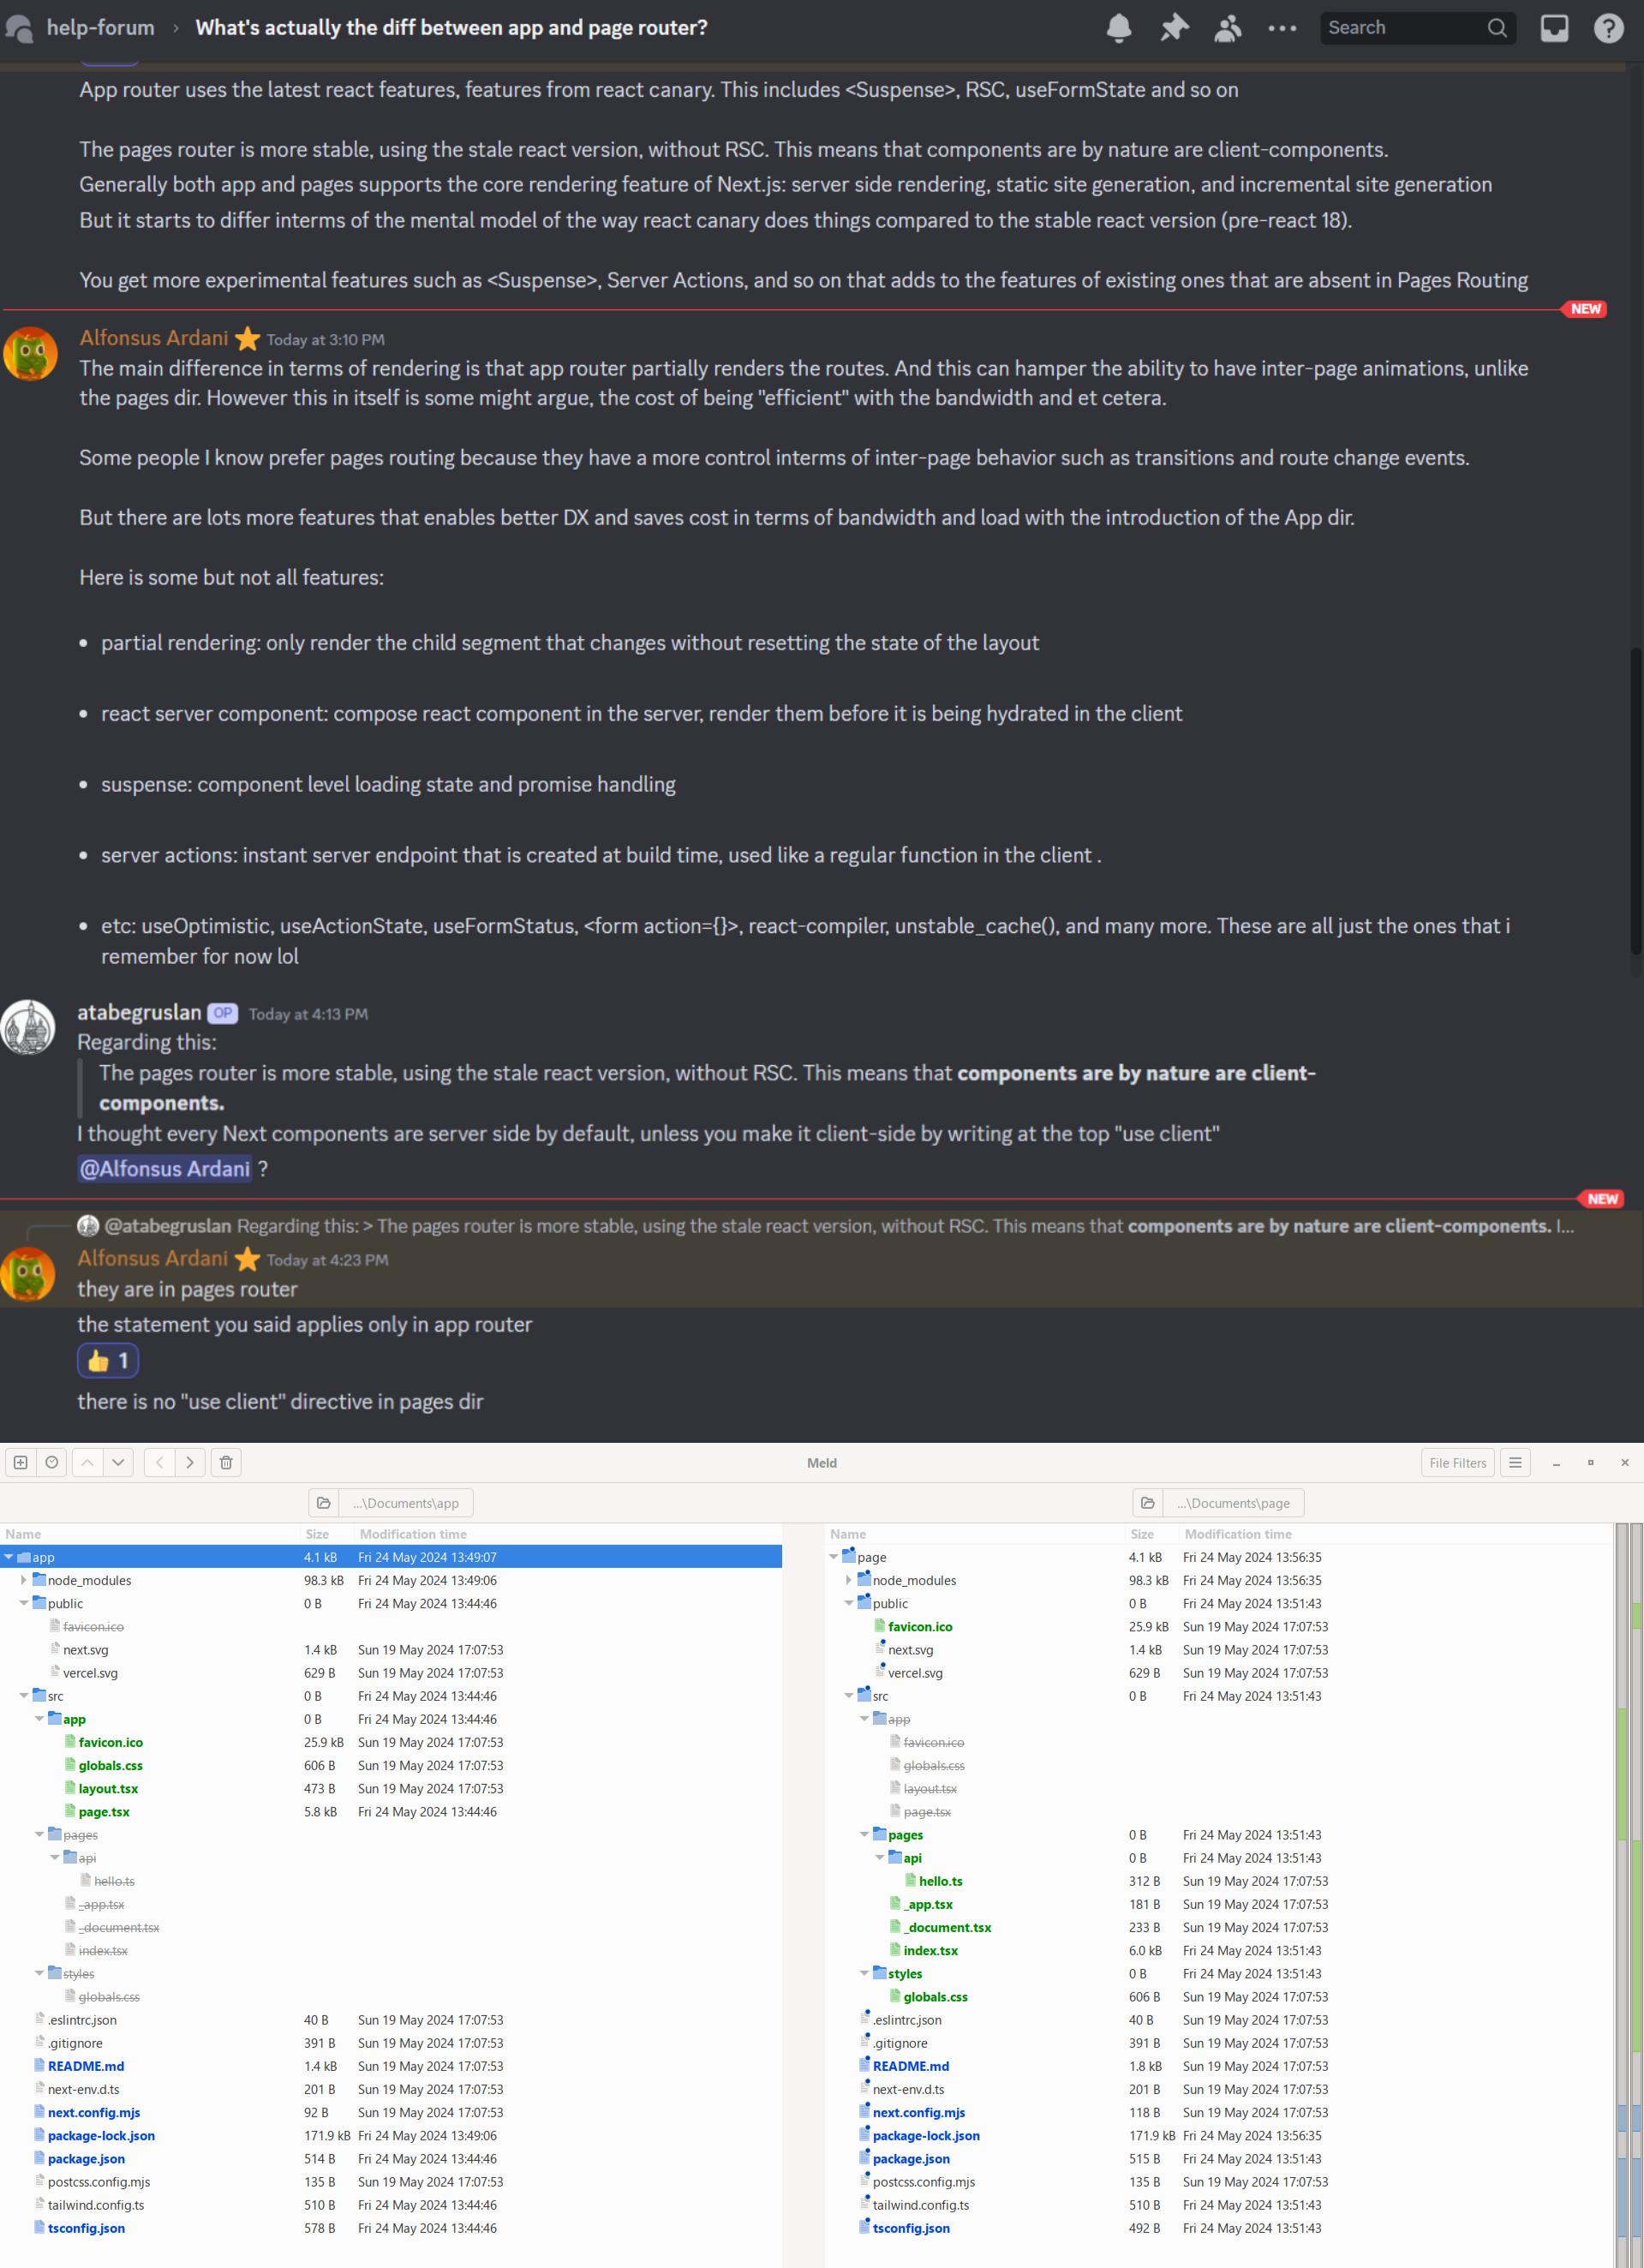 help-forum › What's actually the diff between app and page router?
Search
App router uses the latest react features, features from react canary. This includes <Suspense>, RSC, useFormState and so on
The pages router is more stable, using the stale react version, without RSC. This means that components are by nature are client-components.
Generally both app and pages supports the core rendering feature of Next.js: server side rendering, static site generation, and incremental site generation
But it starts to differ interms of the mental model of the way react canary does things compared to the stable react version (pre-react 18).
You get more experimental features such as <Suspense>, Server Actions, and so on that adds to the features of existing ones that are absent in Pages Routing
NEW
Alfonsus Ardani Today at 3:10 PM
The main difference in terms of rendering is that app router partially renders the routes. And this can hamper the ability to have inter-page animations, unlike
the pages dir. However this in itself is some might argue, the cost of being "efficient" with the bandwidth and et cetera.
Some people I know prefer pages routing because they have a more control interms of inter-page behavior such as transitions and route change events.
But there are lots more features that enables better DX and saves cost in terms of bandwidth and load with the introduction of the App dir.
Here is some but not all features:
• partial rendering: only render the child segment that changes without resetting the state of the layout
• react server component: compose react component in the server, render them before it is being hydrated in the client
• suspense: component level loading state and promise handling
• server actions: instant server endpoint that is created at build time, used like a regular function in the client .
• etc: useOptimistic, useActionState, useFormStatus, <form action={}>, react-compiler, unstable_cache(), and many more. These are all just the ones that i
remember for now lol
atabegruslan OP Today at 4:13 PM
Regarding this:
The pages router is more stable, using the stale react version, without RSC. This means that components are by nature are client-
components.
I thought every Next components are server side by default, unless you make it client-side by writing at the top "use client"
@Alfonsus Ardani ?
NEW
@atabegruslan Regarding this: > The pages router is more stable, using the stale react version, without RSC. This means that components are by nature are client-components. I...
Alfonsus Ardani Today at 4:23 PM
they are in pages router
the statement you said applies only in app router
👍 1
there is no "use client" directive in pages dir
Meld
File Filters
...\Documents\app
...\Documents\page
Name Size Modification time Name Size Modification time
app 4.1 kB Fri 24 May 2024 13:49:07 page 4.1 kB Fri 24 May 2024 13:56:35
node_modules 98.3 kB Fri 24 May 2024 13:49:06 node_modules 98.3 kB Fri 24 May 2024 13:56:35
public 0 B Fri 24 May 2024 13:44:46 public 0 B Fri 24 May 2024 13:51:43
favicon.ico favicon.ico 25.9 kB Sun 19 May 2024 17:07:53
next.svg 1.4 kB Sun 19 May 2024 17:07:53 next.svg 1.4 kB Sun 19 May 2024 17:07:53
vercel.svg 629 B Sun 19 May 2024 17:07:53 vercel.svg 629 B Sun 19 May 2024 17:07:53
src 0 B Fri 24 May 2024 13:44:46 src 0 B Fri 24 May 2024 13:51:43
app 0 B Fri 24 May 2024 13:44:46 app
favicon.ico 25.9 kB Sun 19 May 2024 17:07:53 favicon.ico
globals.css 606 B Sun 19 May 2024 17:07:53 globals.css
layout.tsx 473 B Sun 19 May 2024 17:07:53 layout.tsx
page.tsx 5.8 kB Fri 24 May 2024 13:44:46 page.tsx
pages pages 0 B Fri 24 May 2024 13:51:43
api api 0 B Fri 24 May 2024 13:51:43
hello.ts hello.ts 312 B Sun 19 May 2024 17:07:53
_app.tsx _app.tsx 181 B Sun 19 May 2024 17:07:53
_document.tsx _document.tsx 233 B Sun 19 May 2024 17:07:53
index.tsx index.tsx 6.0 kB Fri 24 May 2024 13:51:43
styles styles 0 B Fri 24 May 2024 13:51:43
globals.css globals.css 606 B Sun 19 May 2024 17:07:53
.eslintrc.json 40 B Sun 19 May 2024 17:07:53 .eslintrc.json 40 B Sun 19 May 2024 17:07:53
.gitignore 391 B Sun 19 May 2024 17:07:53 .gitignore 391 B Sun 19 May 2024 17:07:53
README.md 1.4 kB Sun 19 May 2024 17:07:53 README.md 1.8 kB Sun 19 May 2024 17:07:53
next-env.d.ts 201 B Sun 19 May 2024 17:07:53 next-env.d.ts 201 B Sun 19 May 2024 17:07:53
next.config.mjs 92 B Sun 19 May 2024 17:07:53 next.config.mjs 118 B Sun 19 May 2024 17:07:53
package-lock.json 171.9 kB Fri 24 May 2024 13:49:06 package-lock.json 171.9 kB Fri 24 May 2024 13:56:35
package.json 514 B Fri 24 May 2024 13:44:46 package.json 515 B Fri 24 May 2024 13:51:43
postcss.config.mjs 135 B Sun 19 May 2024 17:07:53 postcss.config.mjs 135 B Sun 19 May 2024 17:07:53
tailwind.config.ts 510 B Fri 24 May 2024 13:44:46 tailwind.config.ts 510 B Fri 24 May 2024 13:51:43
tsconfig.json 578 B Fri 24 May 2024 13:44:46 tsconfig.json 492 B Fri 24 May 2024 13:51:43